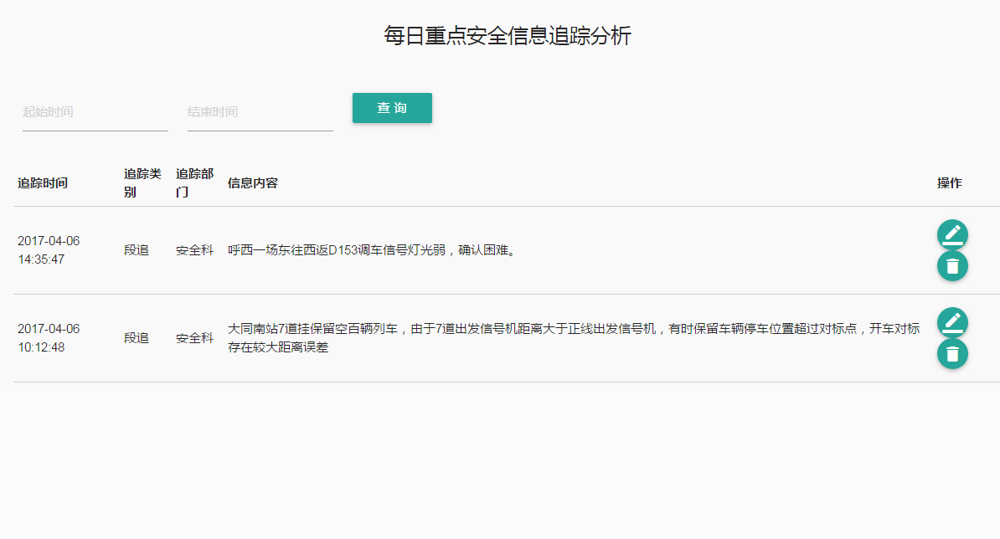 每日重点安全信息追踪分析
起始时间 结束时间 查 询
追踪时间 追踪类别 追踪部门 信息内容 操作
2017-04-06 14:35:47 段追 安全科 呼西一场东往西返D153调车信号灯光弱，确认困难。
2017-04-06 10:12:48 段追 安全科 大同南站7道挂保留空百辆列车，由于7道出发信号机距离大于正线出发信号机，有时保留车辆停车位置超过对标点，开车对标
存在较大距离误差